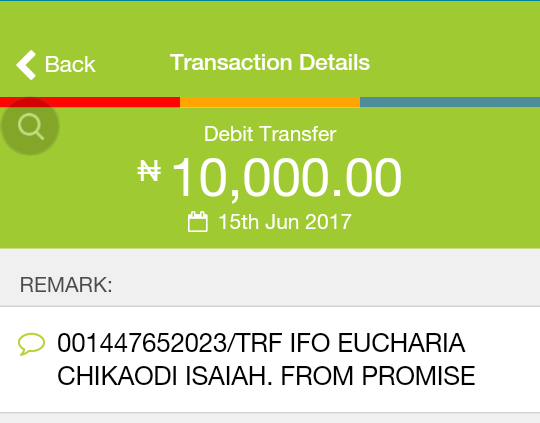 Back
Transaction Details
Debit Transfer
₦ 10,000.00
15th Jun 2017
REMARK:
001447652023/TRF IFO EUCHARIA
CHIKAODI ISAIAH. FROM PROMISE